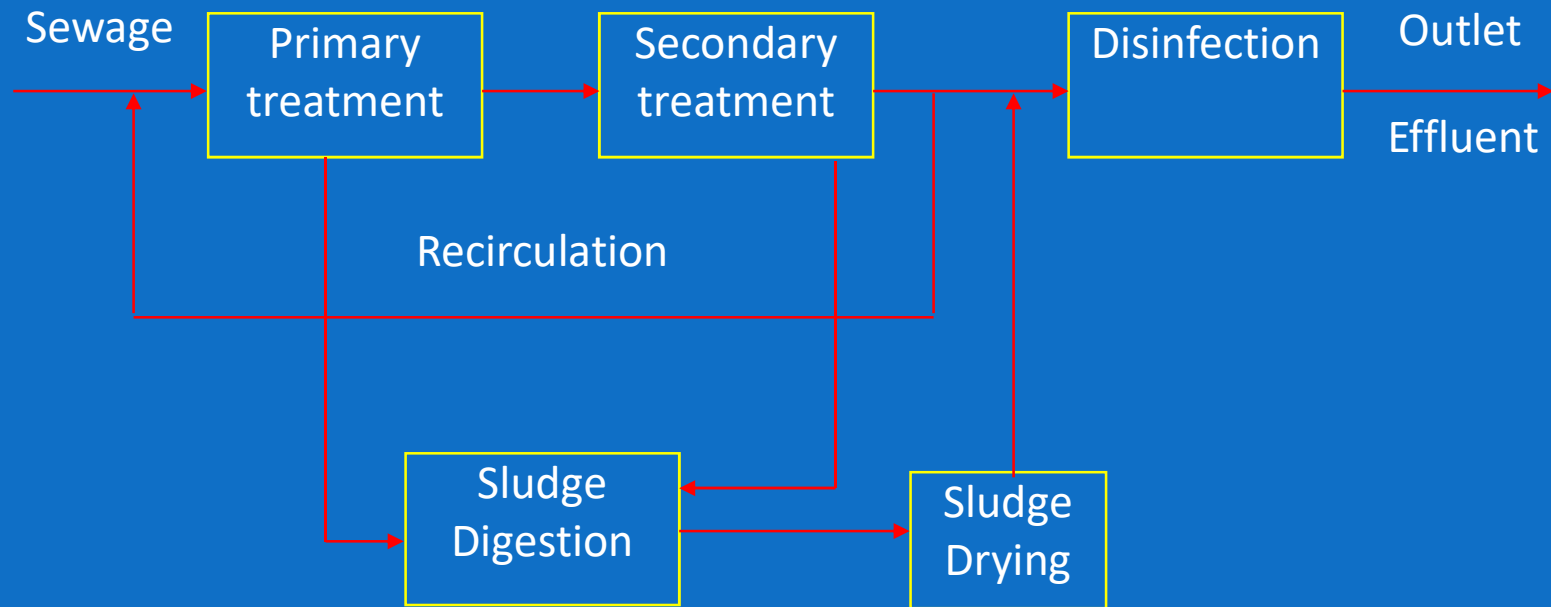 Sewage
Primary
treatment
Secondary
treatment
Disinfection
Outlet
Effluent
Recirculation
Sludge
Digestion
Sludge
Drying